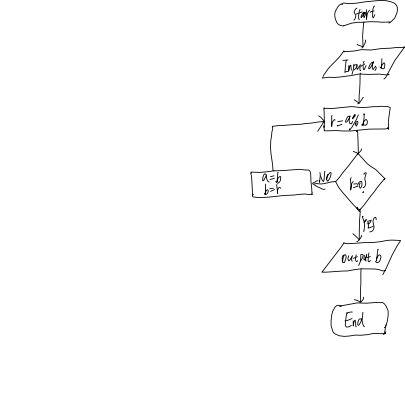 Start
Input a, b
r=a%b
r=0?
No
a=b
b=r
Yes
output b
End